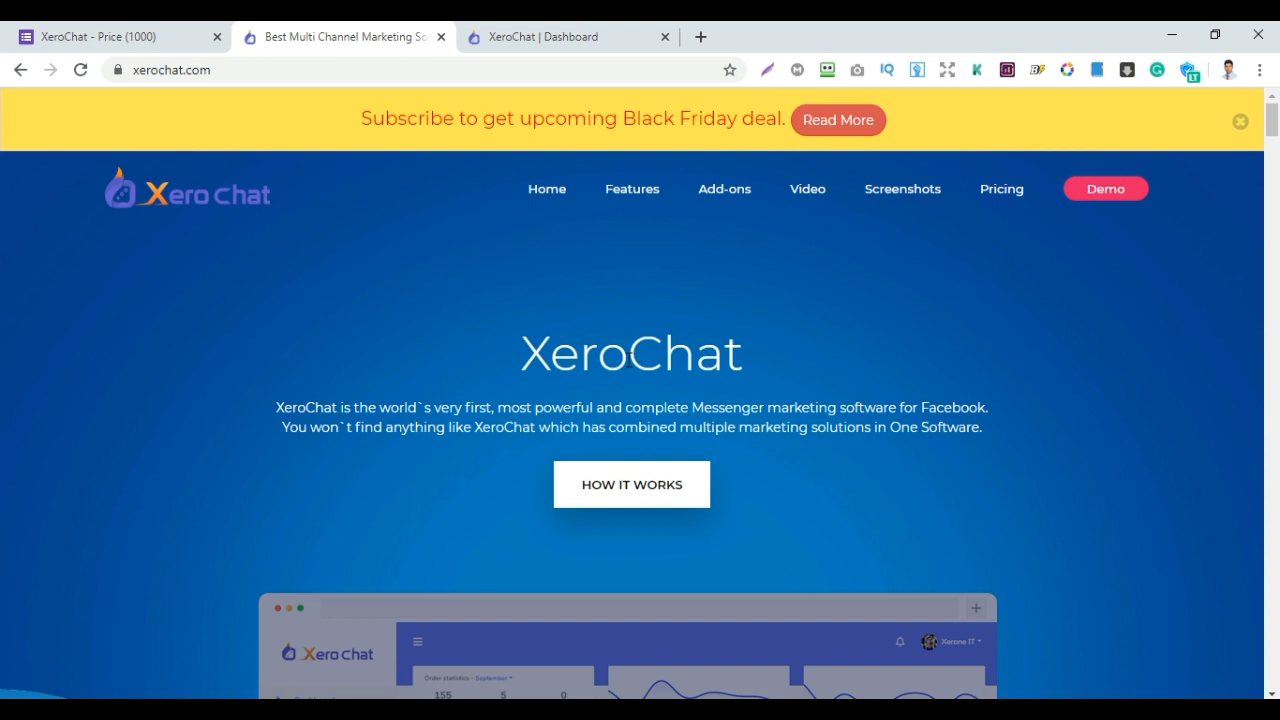 XeroChat - Price (1000)
Best Multi Channel Marketing So
XeroChat | Dashboard
xerochat.com
Subscribe to get upcoming Black Friday deal. Read More
Xero Chat
Home Features Add-ons Video Screenshots Pricing Demo
XeroChat
XeroChat is the world`s very first, most powerful and complete Messenger marketing software for Facebook.
You won`t find anything like XeroChat which has combined multiple marketing solutions in One Software.
HOW IT WORKS
Xero Chat
Xerone IT
Order statistics - September
155 5 0